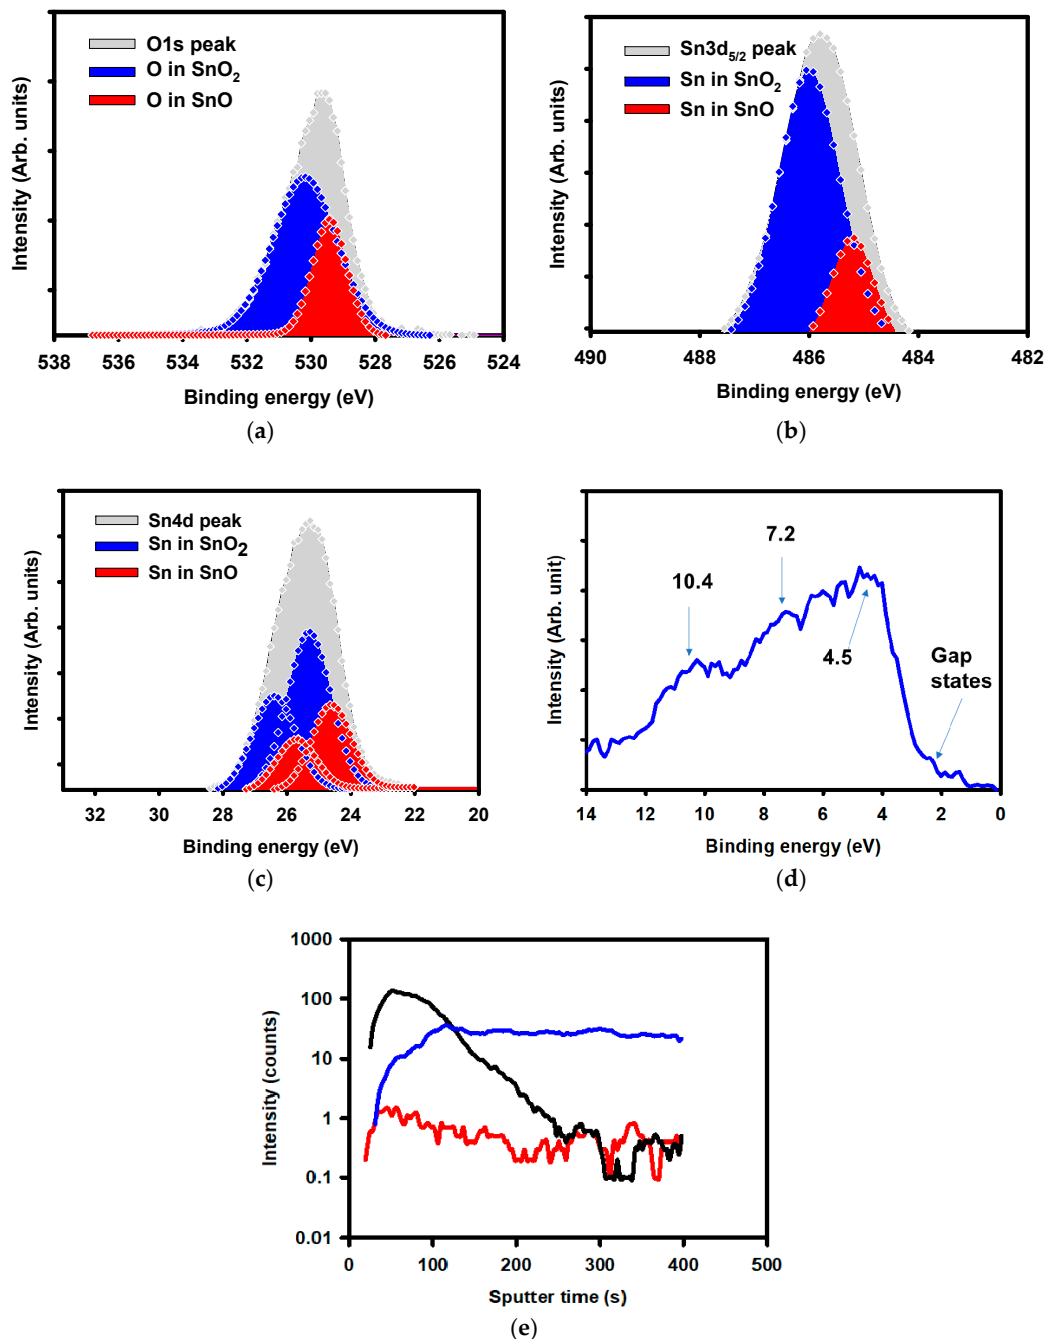 O1s peak
O in SnO2
O in SnO
Intensity (Arb. units)
538 536 534 532 530 528 526 524
Binding energy (eV)
(a)
Sn3d5/2 peak
Sn in SnO2
Sn in SnO
Intensity (Arb. units)
490 488 486 484 482
Binding energy (eV)
(b)
Sn4d peak
Sn in SnO2
Sn in SnO
Intensity (Arb. units)
32 30 28 26 24 22 20
Binding energy (eV)
(c)
7.2
10.4
4.5
Gap
states
Intensity (Arb. unit)
14 12 10 8 6 4 2 0
Binding energy (eV)
(d)
1000
100
10
1
0.1
0.01
Intensity (counts)
0 100 200 300 400 500
Sputter time (s)
(e)